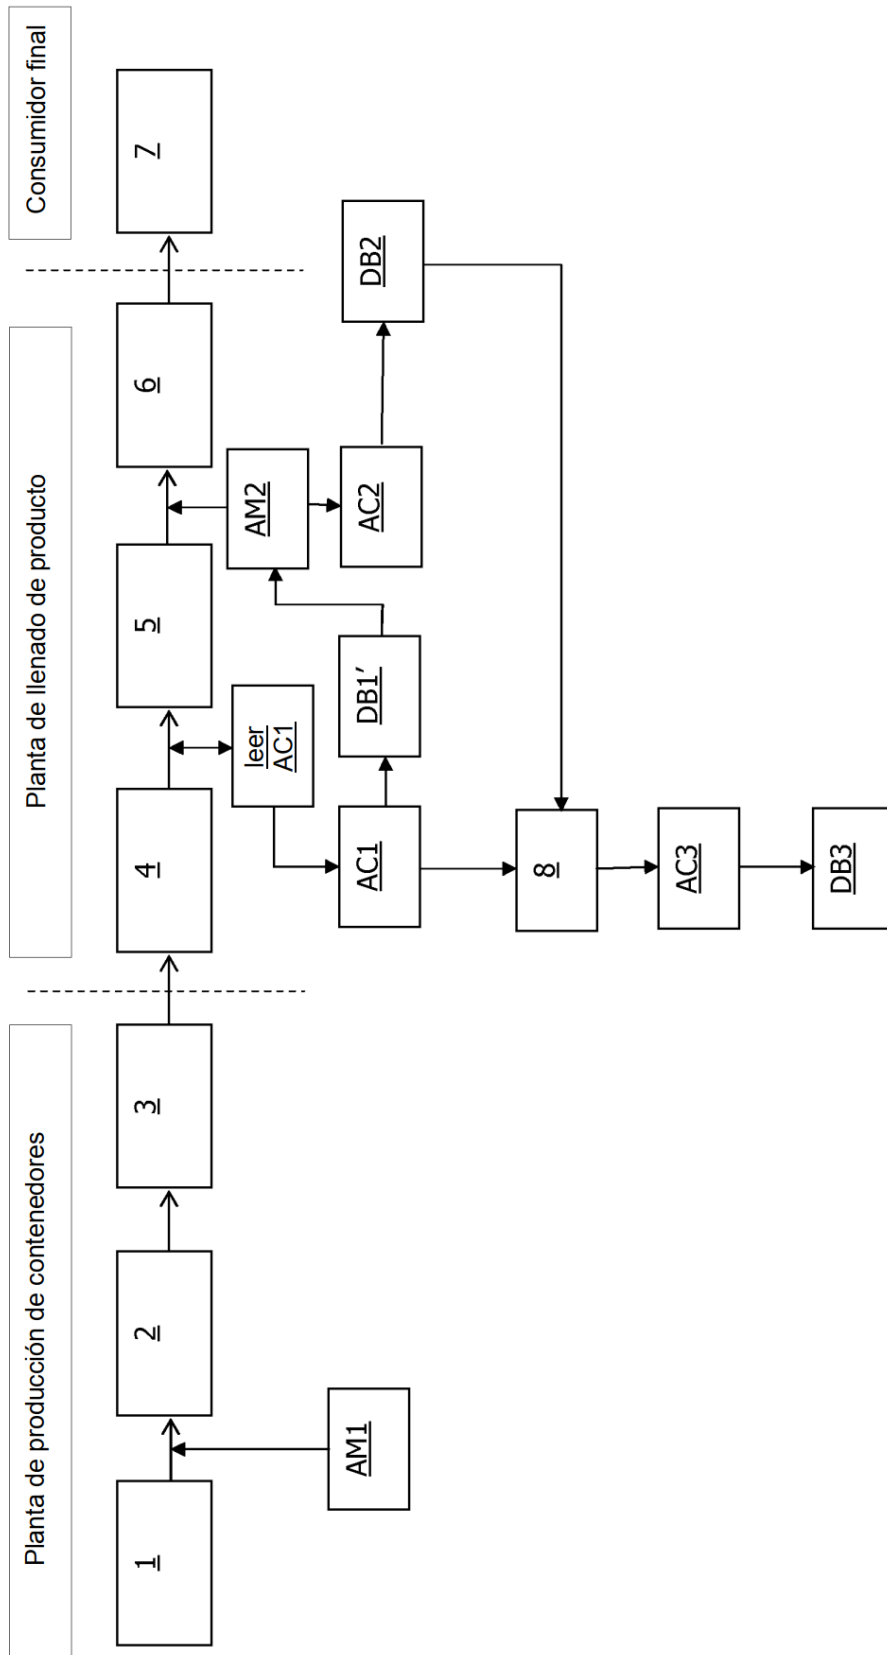 Planta de producción de contenedores
Planta de llenado de producto
Consumidor final
1
2
3
4
5
6
7
AM1
leer
AC1
AM2
AC1
DB1′
AC2
DB2
8
AC3
DB3